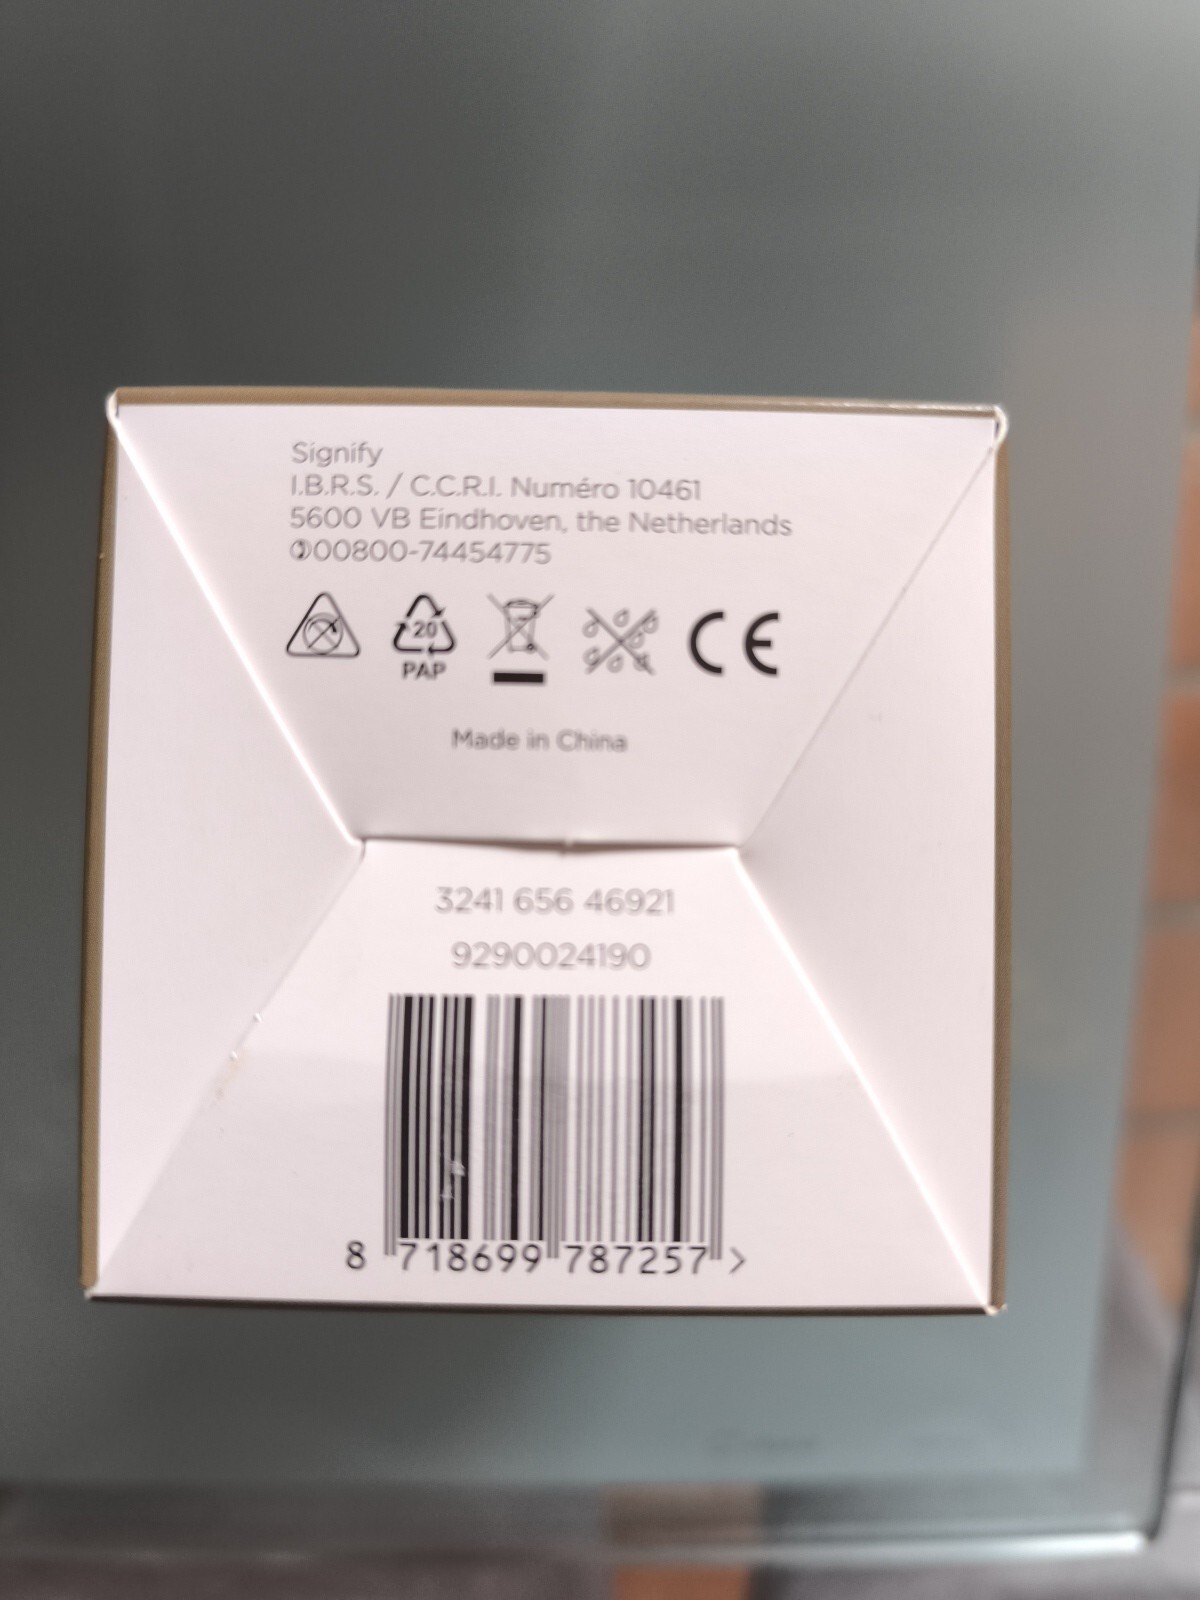 Signify
I.B.R.S. / C.C.R.I. Numéro 10461
5600 VB Eindhoven, the Netherlands
00800-74454775
20
PAP
CE
Made in China
3241 656 46921
9290024190
8 718699 787257 >